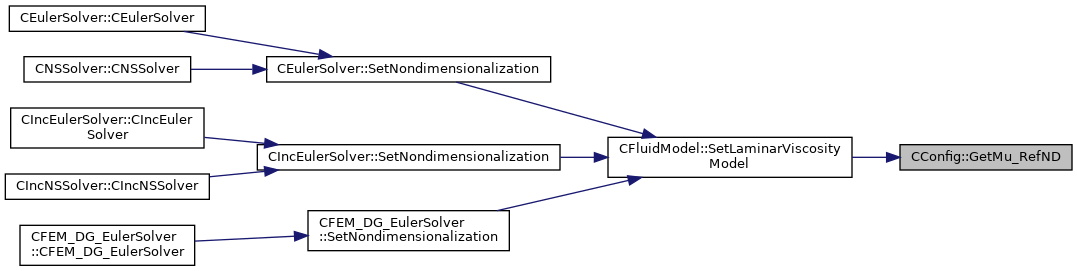 CEulerSolver::CEulerSolver
CNSSolver::CNSSolver
CEulerSolver::SetNondimensionalization
CIncEulerSolver::CIncEuler
Solver
CIncNSSolver::CIncNSSolver
CIncEulerSolver::SetNondimensionalization
CFluidModel::SetLaminarViscosity
Model
CConfig::GetMu_RefND
CFEM_DG_EulerSolver
::SetNondimensionalization
CFEM_DG_EulerSolver
::CFEM_DG_EulerSolver